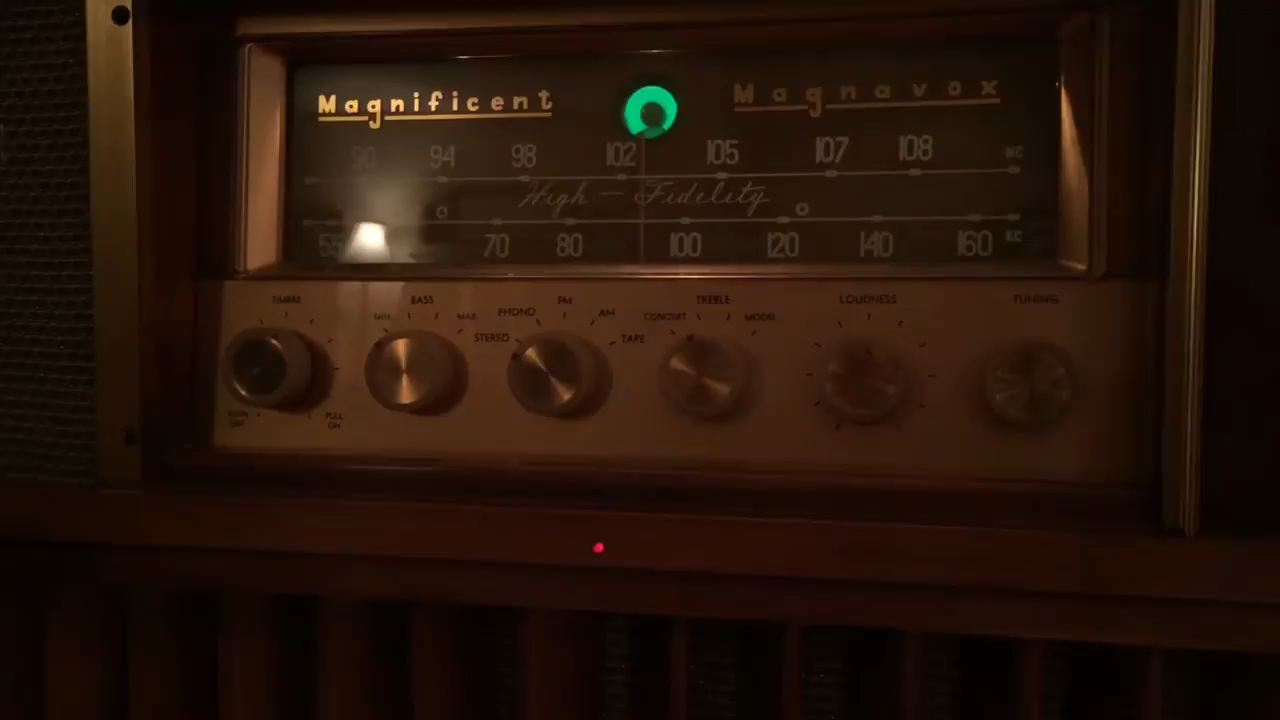 Magnificent Magnavox
90 94 98 102 105 107 108 MC
High — Fidelity
55 70 80 100 120 140 160 KC
TIMBRE BASS FM TREBLE LOUDNESS TUNING
MIN. MAX. PHONO AM CONCERT MOOD
STEREO TAPE
PULL
ON